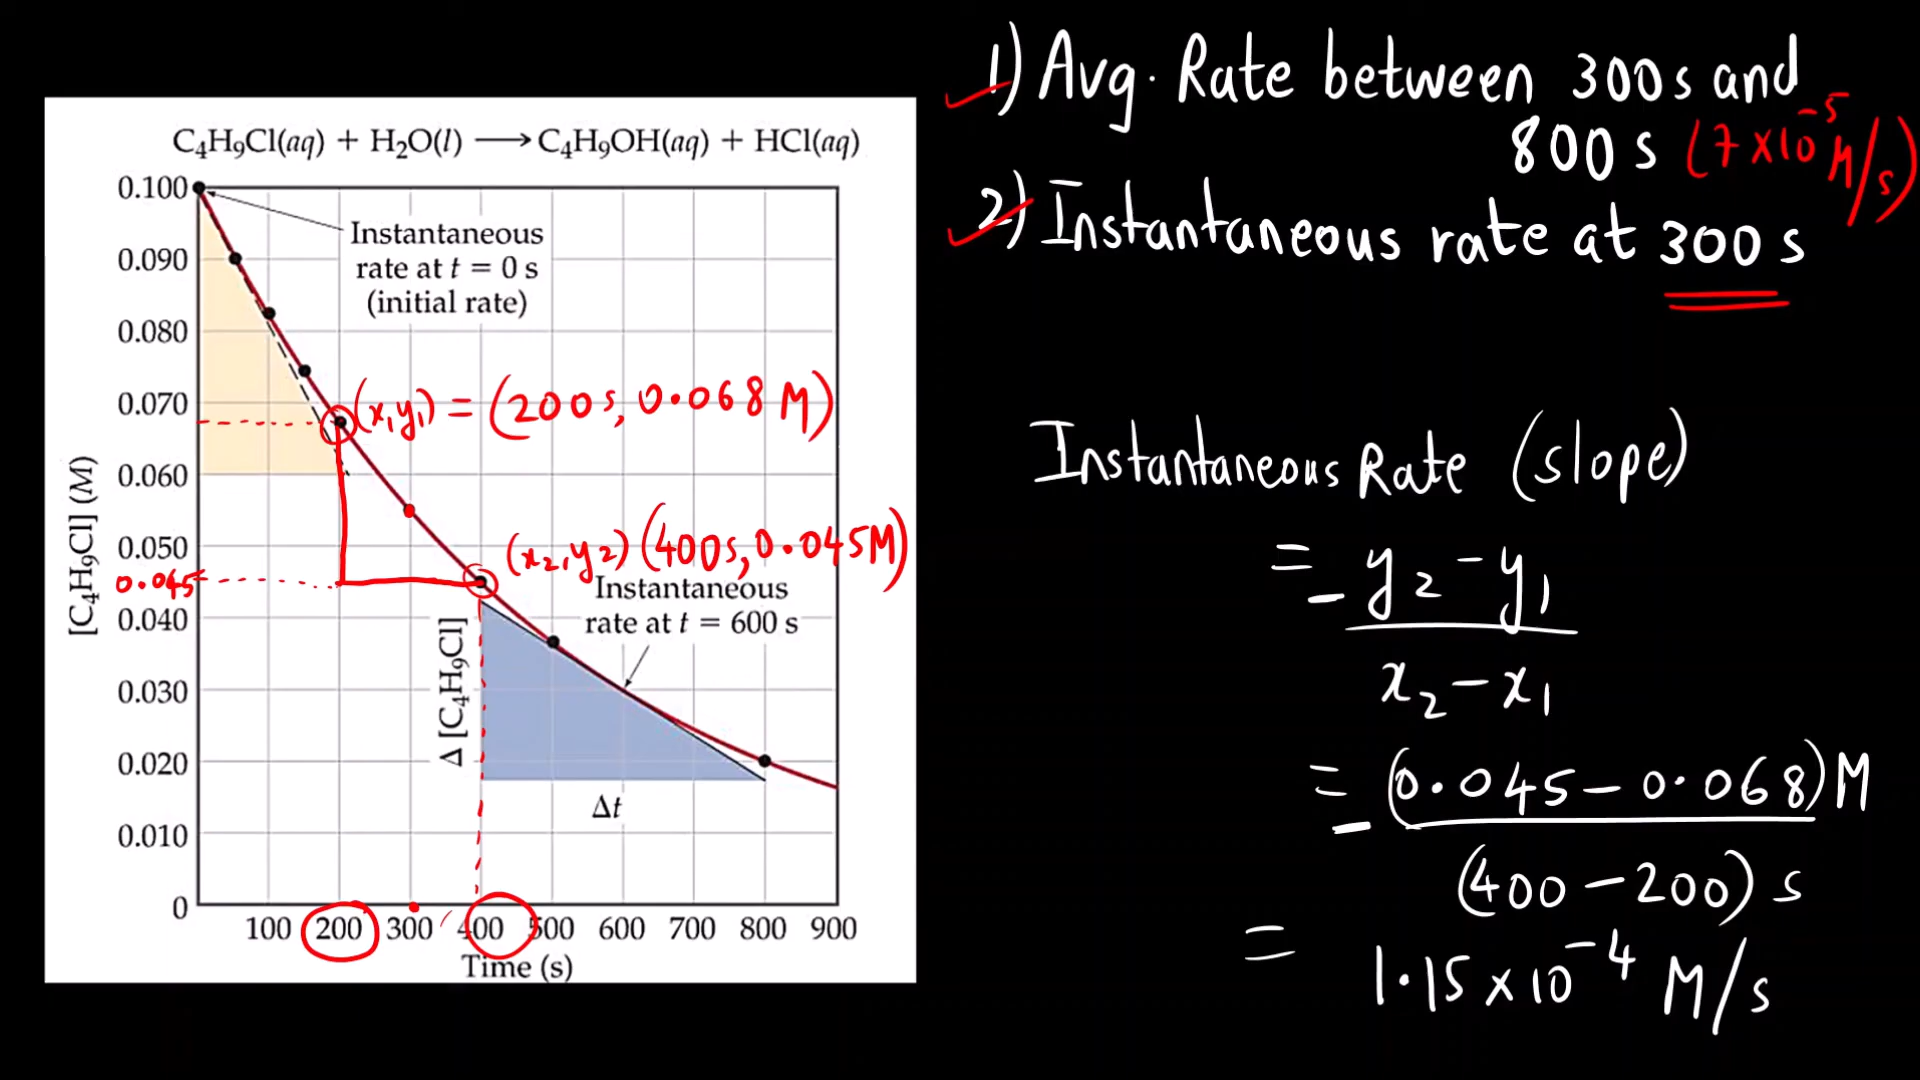 1) Avg. Rate between 300s and
800 s (7 x 10⁻⁵ M/s)
2) Instantaneous rate at 300 s
C₄H₉Cl(aq) + H₂O(l) ⟶ C₄H₉OH(aq) + HCl(aq)
0.100
0.090
0.080
0.070
0.060
0.050
0.045
0.040
0.030
0.020
0.010
0
[C₄H₉Cl] (M)
Instantaneous
rate at t = 0 s
(initial rate)
(x₁y₁) = (200s, 0.068 M)
(x₂,y₂) (400s, 0.045M)
Instantaneous
rate at t = 600 s
Δ [C₄H₉Cl]
Δt
100 200 300 400 500 600 700 800 900
Time (s)
Instantaneous Rate (slope)
= - y₂ - y₁
x₂ - x₁
= - (0.045 - 0.068) M
(400 - 200) s
= 1.15 x 10⁻⁴ M/s